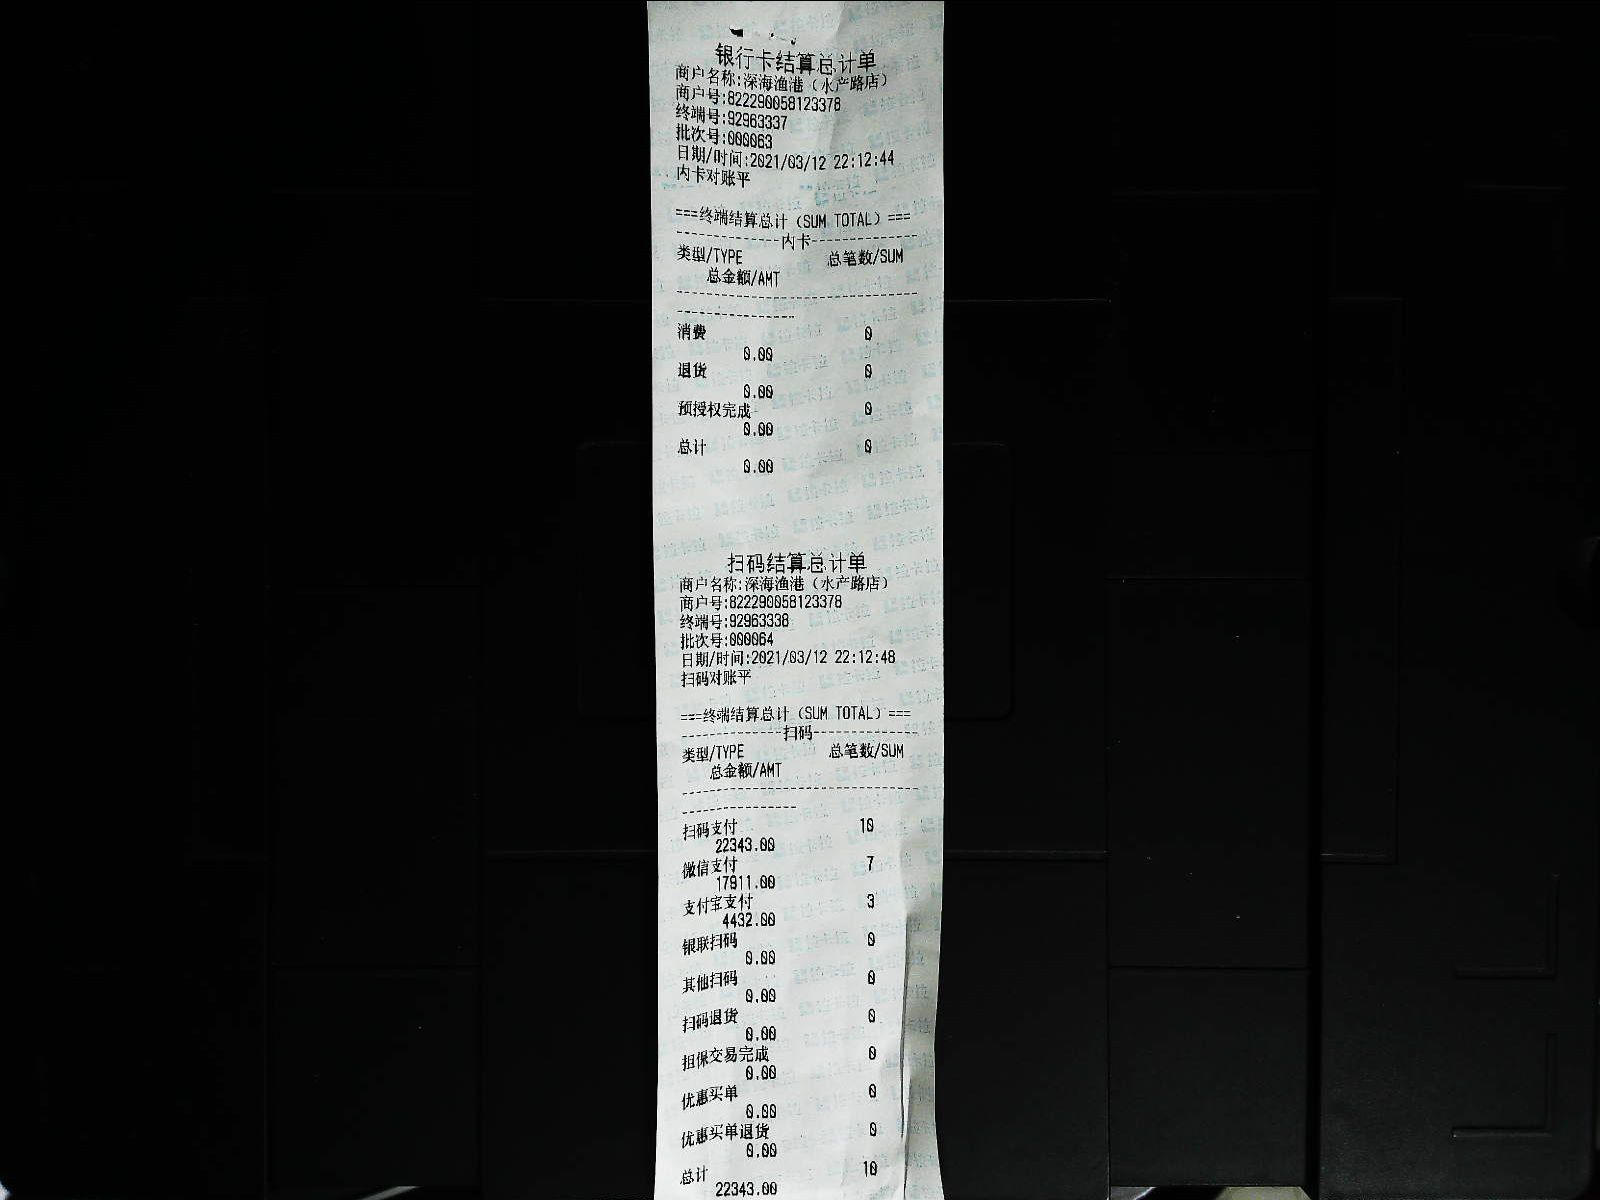 银行卡结算总计单
商户名称:深海渔港（水产路店）
商户号:822290058123378
终端号:92963337
批次号:000063
日期/时间:2021/03/12 22:12:44
内卡对账平
===终端结算总计（SUM TOTAL）===
--------------内卡--------------
类型/TYPE 总笔数/SUM
总金额/AMT
--------------------------------
----------------
消费 0
0.00
退货 0
0.00
预授权完成 0
0.00
总计 0
0.00
扫码结算总计单
商户名称:深海渔港（水产路店）
商户号:822290058123378
终端号:92963338
批次号:000064
日期/时间:2021/03/12 22:12:48
扫码对账平
===终端结算总计（SUM TOTAL）===
--------------扫码--------------
类型/TYPE 总笔数/SUM
总金额/AMT
--------------------------------
----------------
扫码支付 10
22343.00
微信支付 7
17911.00
支付宝支付 3
4432.00
银联扫码 0
0.00
其他扫码 0
0.00
扫码退货 0
0.00
担保交易完成 0
0.00
优惠买单 0
0.00
优惠买单退货 0
0.00
总计 10
22343.00